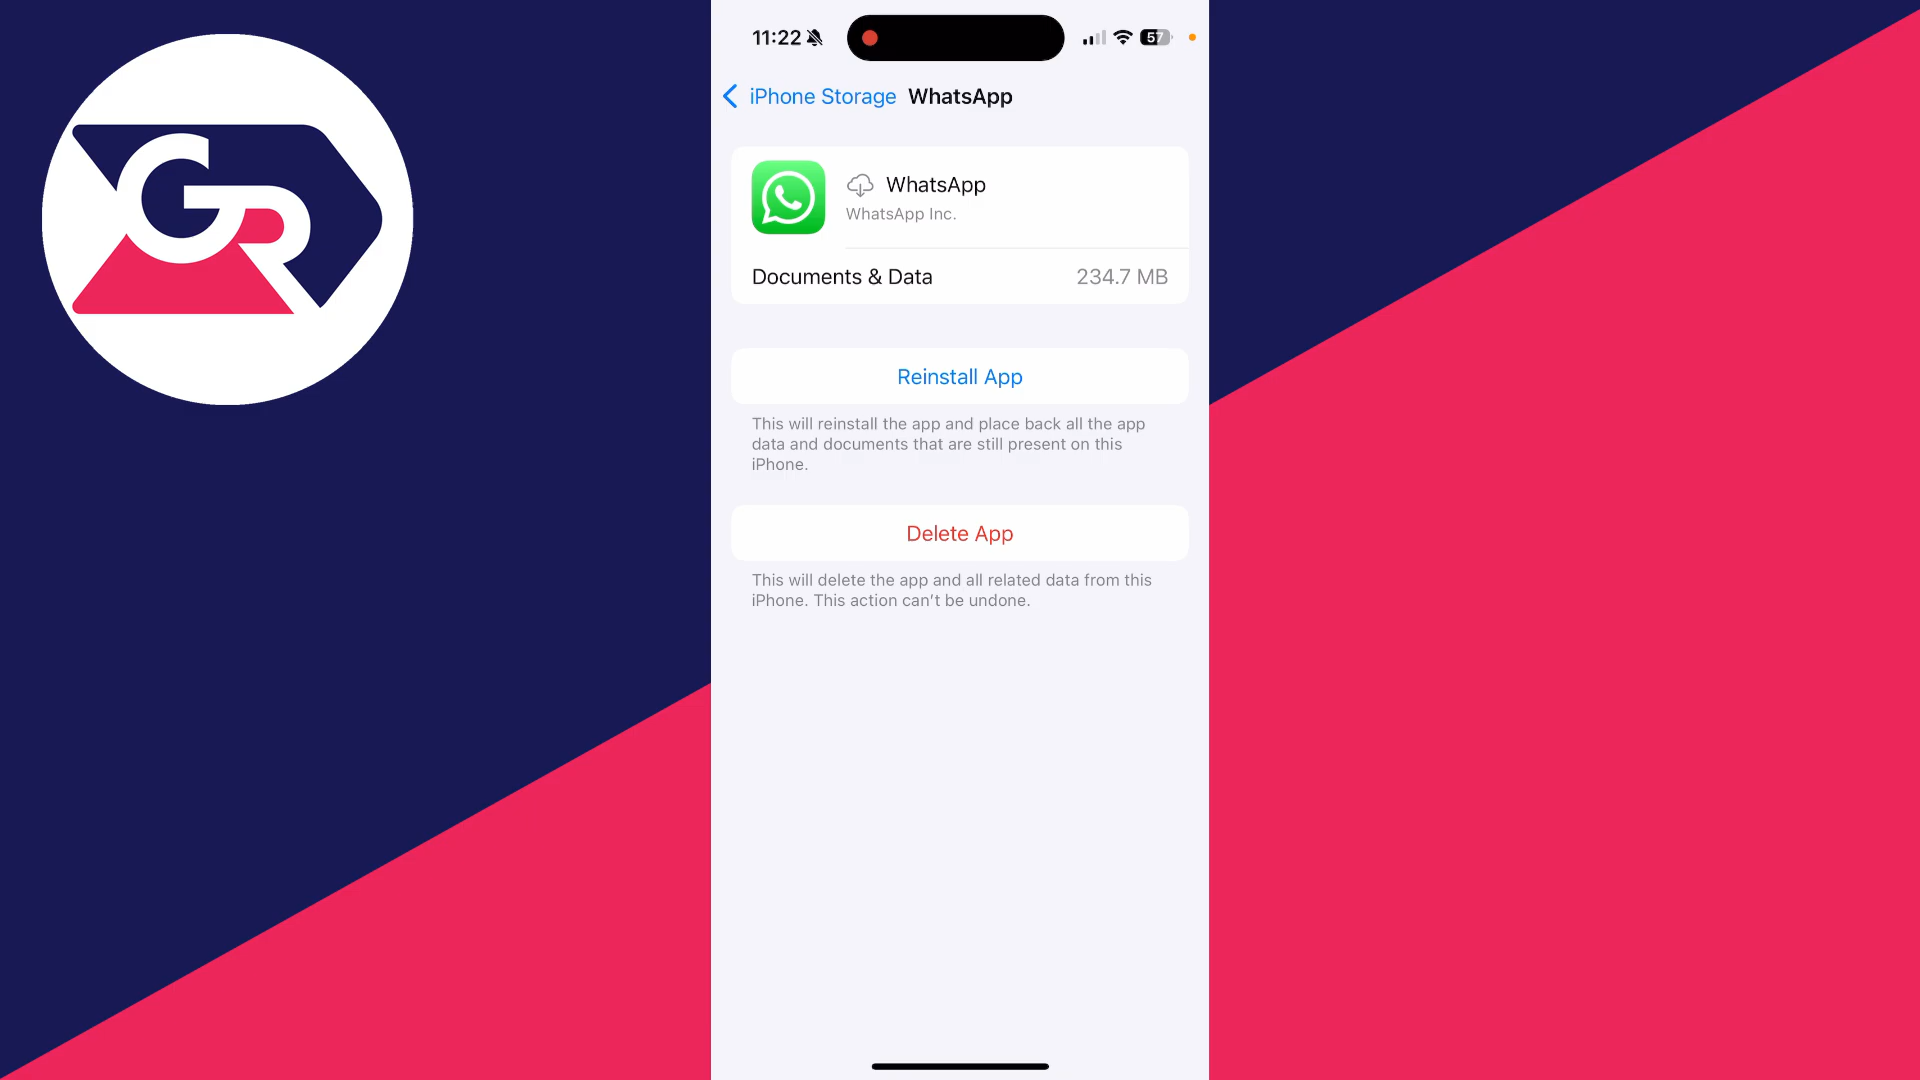 GR
11:22
57
iPhone Storage WhatsApp
WhatsApp
WhatsApp Inc.
Documents & Data 234.7 MB
Reinstall App
This will reinstall the app and place back all the app
data and documents that are still present on this
iPhone.
Delete App
This will delete the app and all related data from this
iPhone. This action can’t be undone.